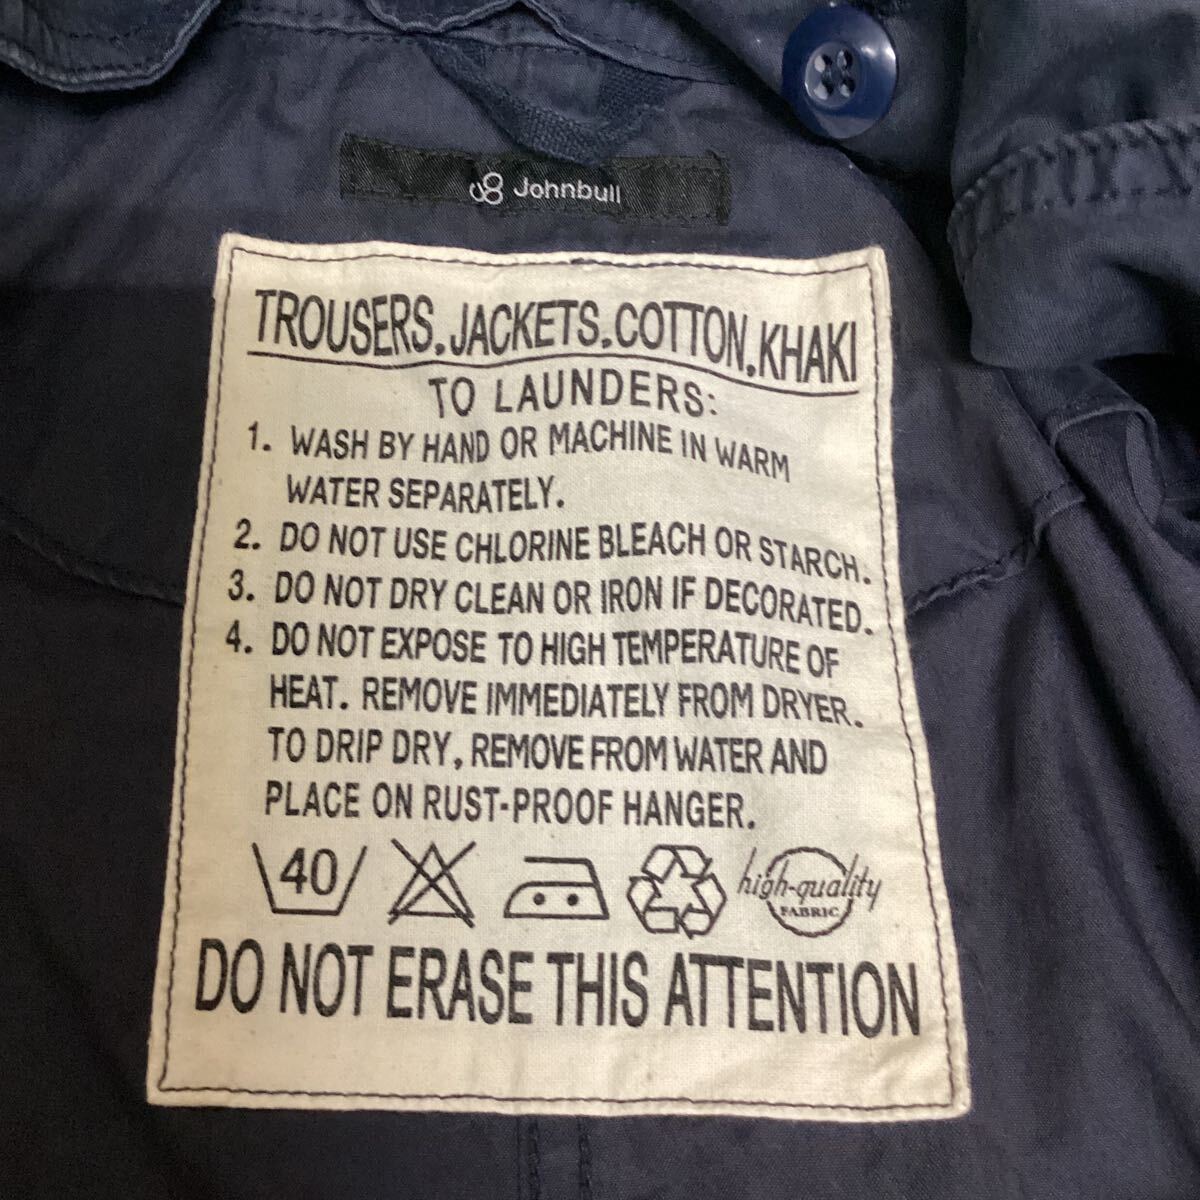 Johnbull
TROUSERS.JACKETS.COTTON.KHAKI
TO LAUNDERS:
1. WASH BY HAND OR MACHINE IN WARM
WATER SEPARATELY.
2. DO NOT USE CHLORINE BLEACH OR STARCH.
3. DO NOT DRY CLEAN OR IRON IF DECORATED.
4. DO NOT EXPOSE TO HIGH TEMPERATURE OF
HEAT. REMOVE IMMEDIATELY FROM DRYER.
TO DRIP DRY, REMOVE FROM WATER AND
PLACE ON RUST-PROOF HANGER.
40
high-quality
FABRIC
DO NOT ERASE THIS ATTENTION